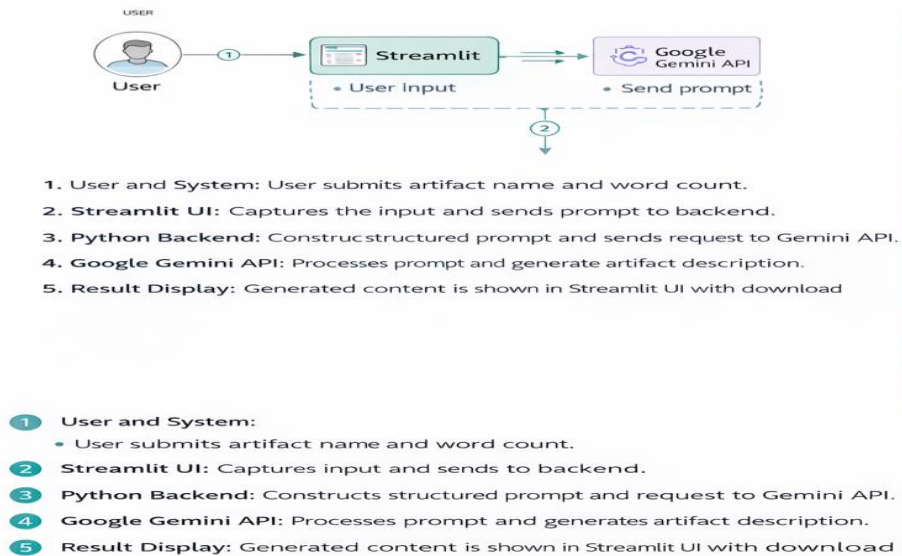 USER
1
Streamlit
Google
Gemini API
User
• User Input
• Send prompt
2
1. User and System: User submits artifact name and word count.
2. Streamlit UI: Captures the input and sends prompt to backend.
3. Python Backend: Construcstructured prompt and sends request to Gemini API.
4. Google Gemini API: Processes prompt and generate artifact description.
5. Result Display: Generated content is shown in Streamlit UI with download
1 User and System:
• User submits artifact name and word count.
2 Streamlit UI: Captures input and sends to backend.
3 Python Backend: Constructs structured prompt and request to Gemini API.
4 Google Gemini API: Processes prompt and generates artifact description.
5 Result Display: Generated content is shown in Streamlit UI with download